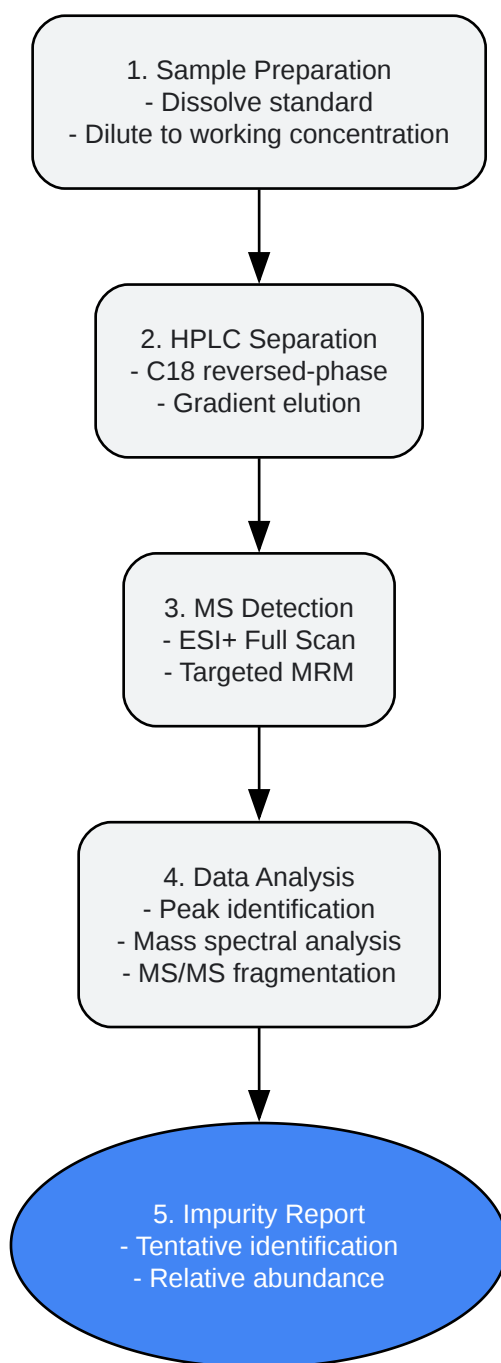 1. Sample Preparation
- Dissolve standard
- Dilute to working concentration
2. HPLC Separation
- C18 reversed-phase
- Gradient elution
3. MS Detection
- ESI+ Full Scan
- Targeted MRM
4. Data Analysis
- Peak identification
- Mass spectral analysis
- MS/MS fragmentation
5. Impurity Report
- Tentative identification
- Relative abundance